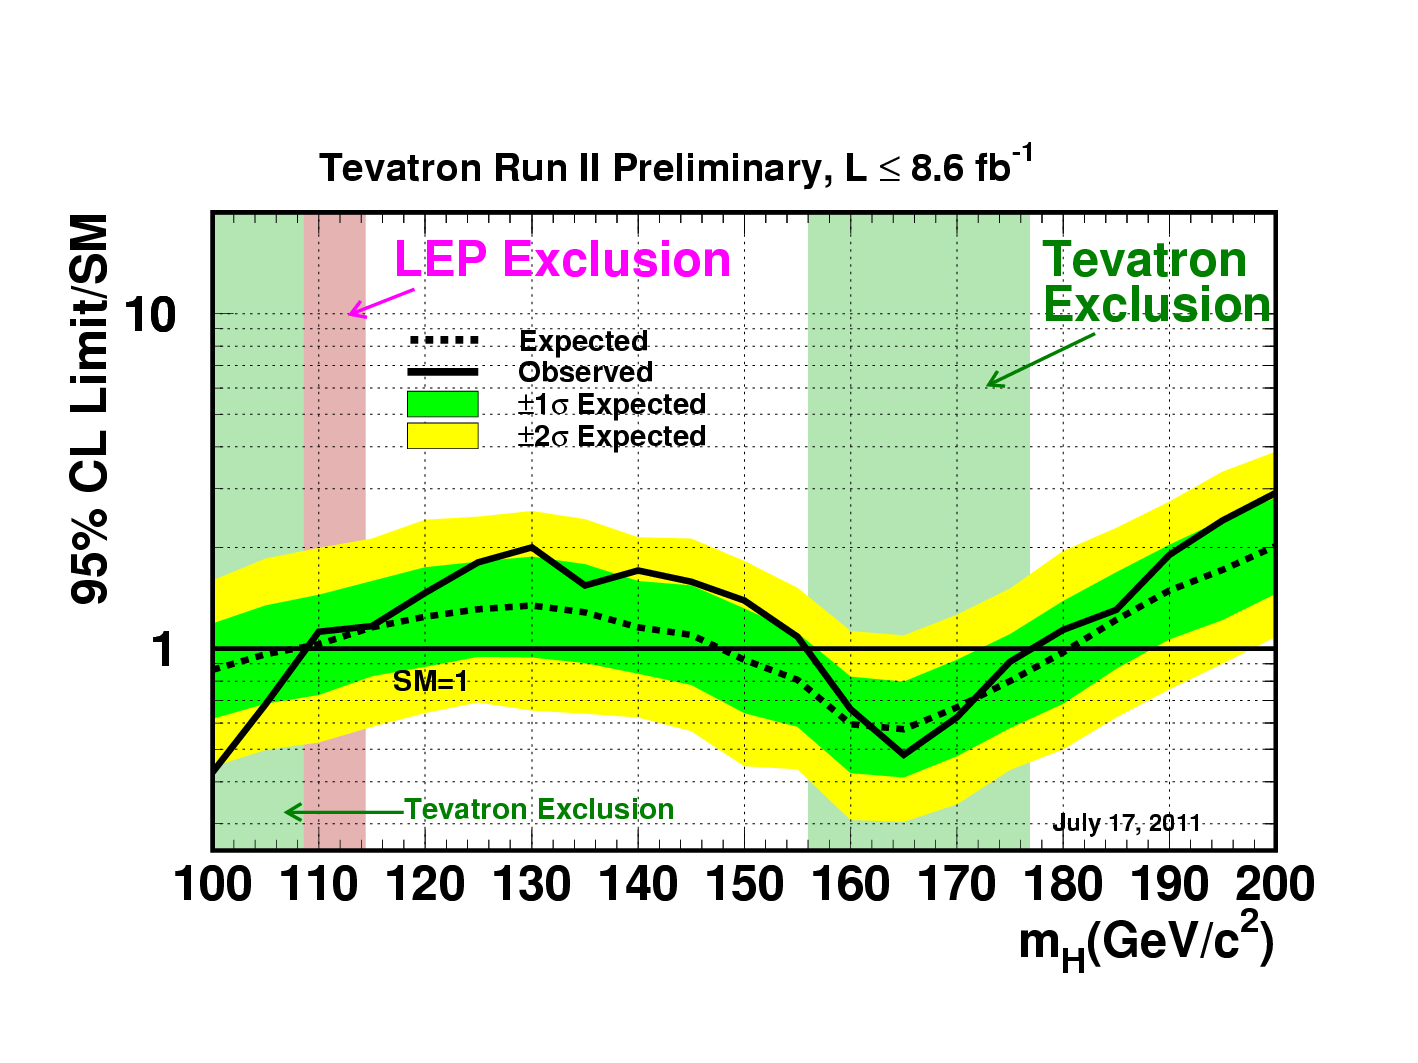 Tevatron Run II Preliminary, L ≤ 8.6 fb⁻¹
95% CL Limit/SM
LEP Exclusion
Tevatron
Exclusion
10
Expected
Observed
±1σ Expected
±2σ Expected
1
SM=1
Tevatron Exclusion
July 17, 2011
100 110 120 130 140 150 160 170 180 190 200
m_H(GeV/c²)